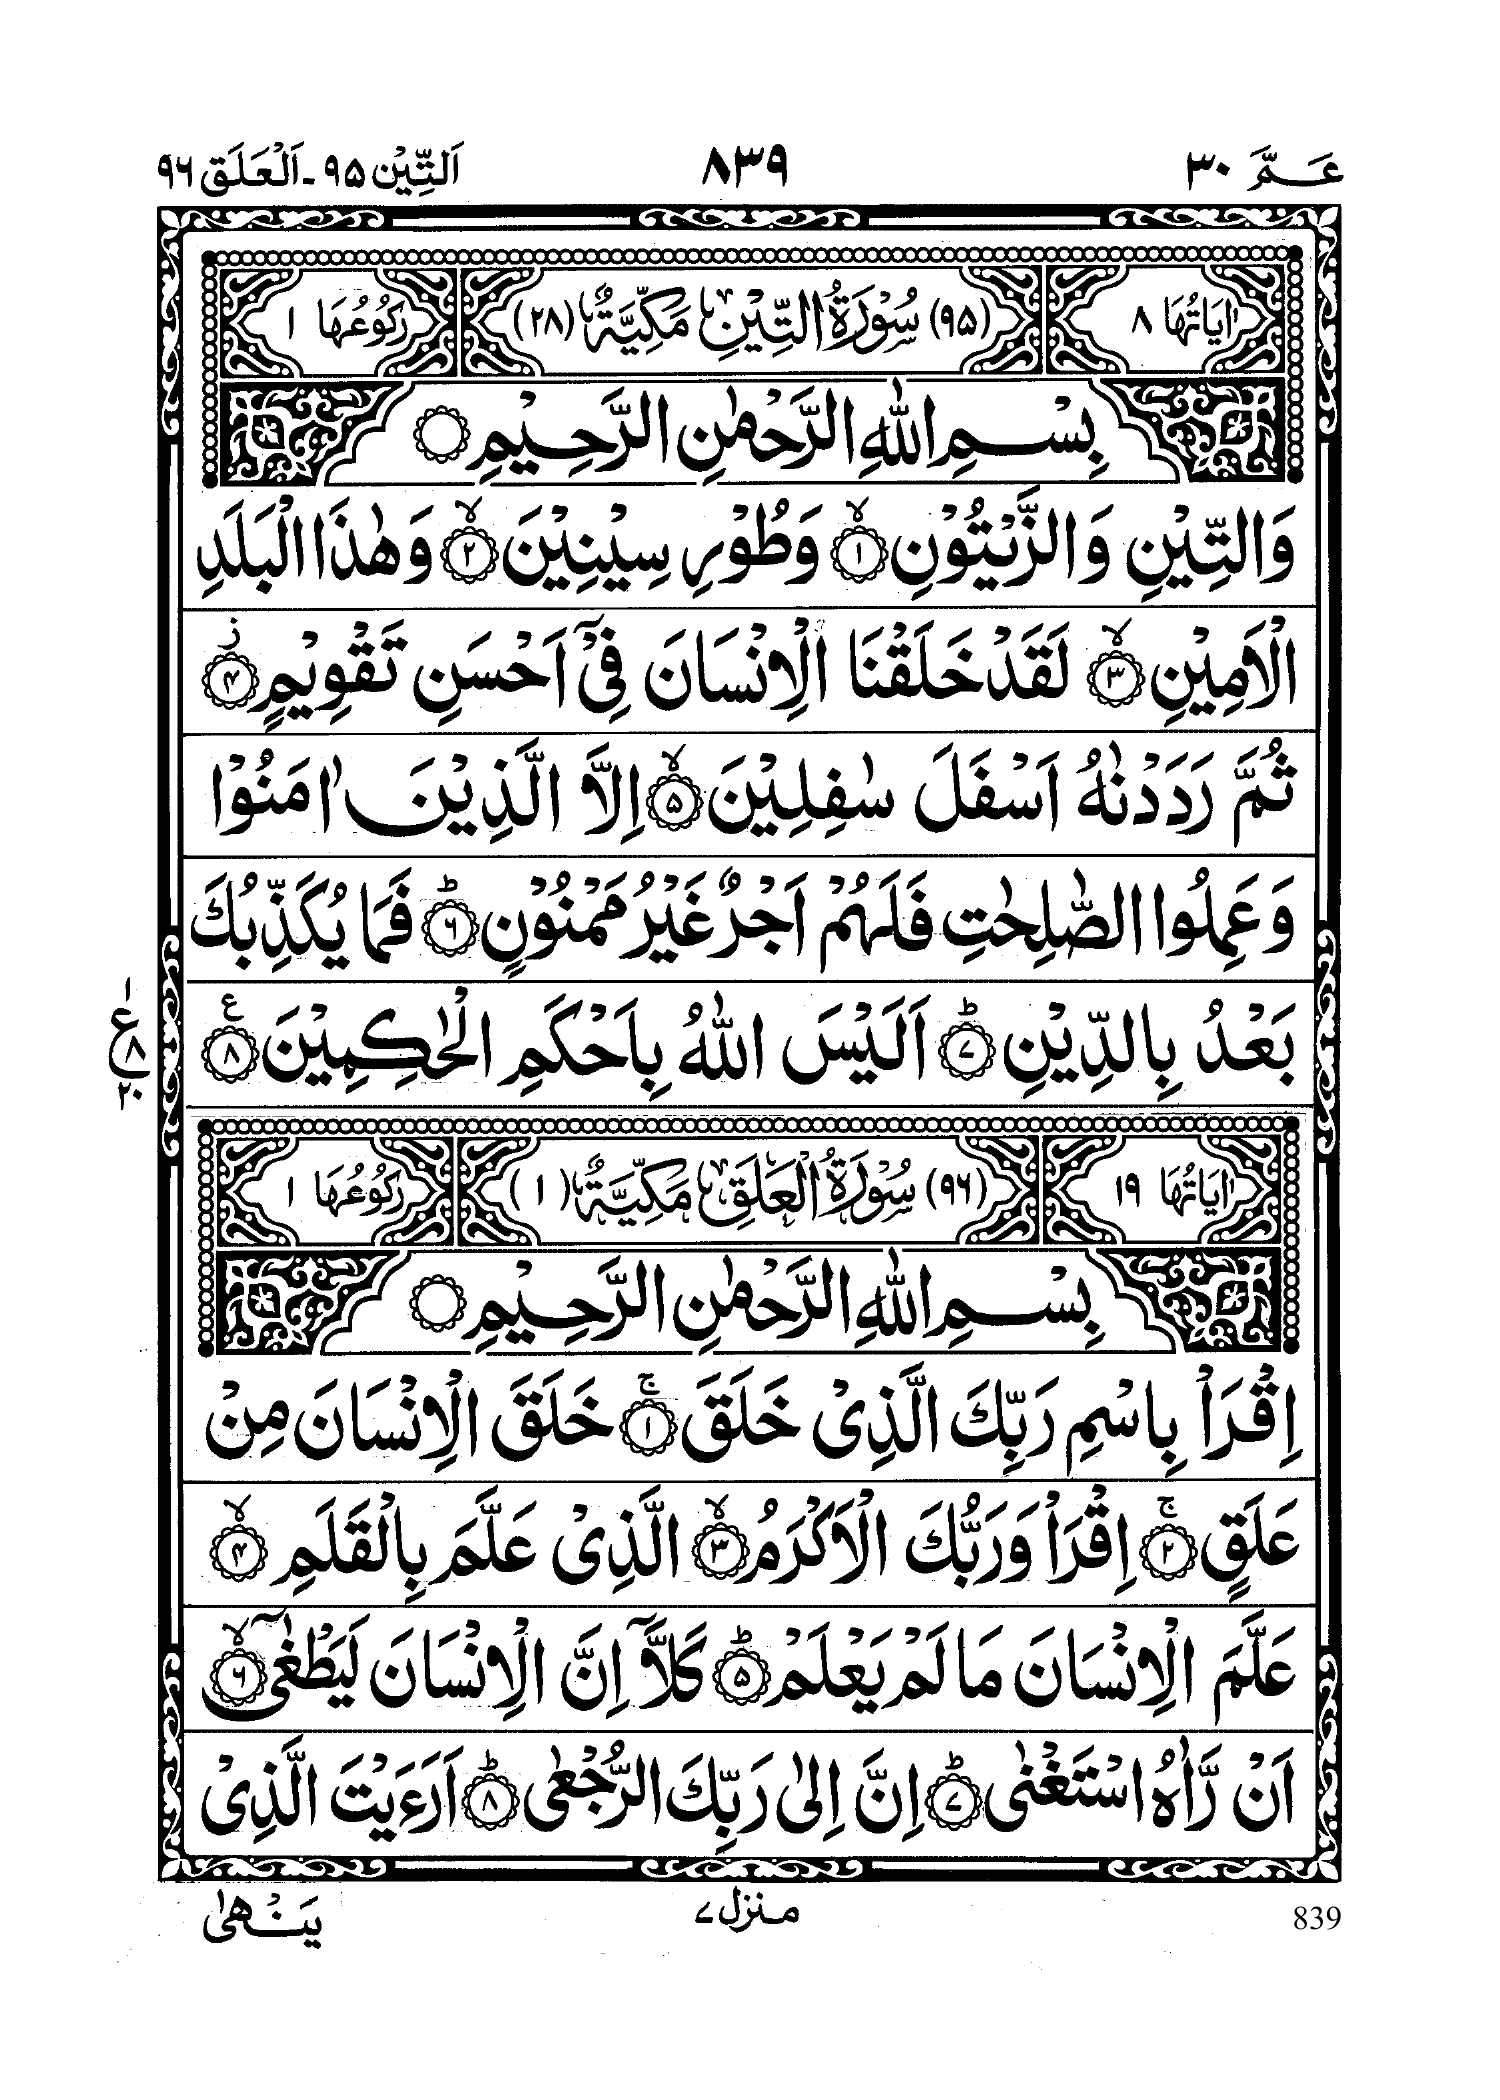 عَمَّ ٣٠
٨٣٩
اَلتِّيْن ٩٥ - اَلْعَلَق ٩٦
اٰيَاتُهَا ٨
(٩٥) سُوْرَةُ التِّيْنِ مَكِّيَّةٌ (٢٨)
رُكُوْعُهَا ١
بِسْمِ اللّٰهِ الرَّحْمٰنِ الرَّحِيْمِ ۝
وَالتِّيْنِ وَالزَّيْتُوْنِ ۙ﴿١﴾ وَطُوْرِ سِيْنِيْنَ ۙ﴿٢﴾ وَهٰذَا الْبَلَدِ
الْاَمِيْنِ ۙ﴿٣﴾ لَقَدْ خَلَقْنَا الْاِنْسَانَ فِيْۤ اَحْسَنِ تَقْوِيْمٍ ز﴿٤﴾
ثُمَّ رَدَدْنٰهُ اَسْفَلَ سٰفِلِيْنَ ۙ﴿٥﴾ اِلَّا الَّذِيْنَ اٰمَنُوْا
وَعَمِلُوا الصّٰلِحٰتِ فَلَهُمْ اَجْرٌ غَيْرُ مَمْنُوْنٍ ؕ﴿٦﴾ فَمَا يُكَذِّبُكَ
بَعْدُ بِالدِّيْنِ ؕ﴿٧﴾ اَلَيْسَ اللّٰهُ بِاَحْكَمِ الْحٰكِمِيْنَ ع﴿٨﴾
١
ع
٨
٢٠
اٰيَاتُهَا ١٩
(٩٦) سُوْرَةُ الْعَلَقِ مَكِّيَّةٌ (١)
رُكُوْعُهَا ١
بِسْمِ اللّٰهِ الرَّحْمٰنِ الرَّحِيْمِ ۝
اِقْرَاْ بِاسْمِ رَبِّكَ الَّذِيْ خَلَقَ ۚ﴿١﴾ خَلَقَ الْاِنْسَانَ مِنْ
عَلَقٍ ۚ﴿٢﴾ اِقْرَاْ وَرَبُّكَ الْاَكْرَمُ ۙ﴿٣﴾ الَّذِيْ عَلَّمَ بِالْقَلَمِ ۙ﴿٤﴾
عَلَّمَ الْاِنْسَانَ مَا لَمْ يَعْلَمْ ؕ﴿٥﴾ كَلَّاۤ اِنَّ الْاِنْسَانَ لَيَطْغٰىۤ ۙ﴿٦﴾
اَنْ رَّاٰهُ اسْتَغْنٰى ؕ﴿٧﴾ اِنَّ اِلٰى رَبِّكَ الرُّجْعٰى ؕ﴿٨﴾ اَرَءَيْتَ الَّذِيْ
يَنْهٰى
منزل ٧
839